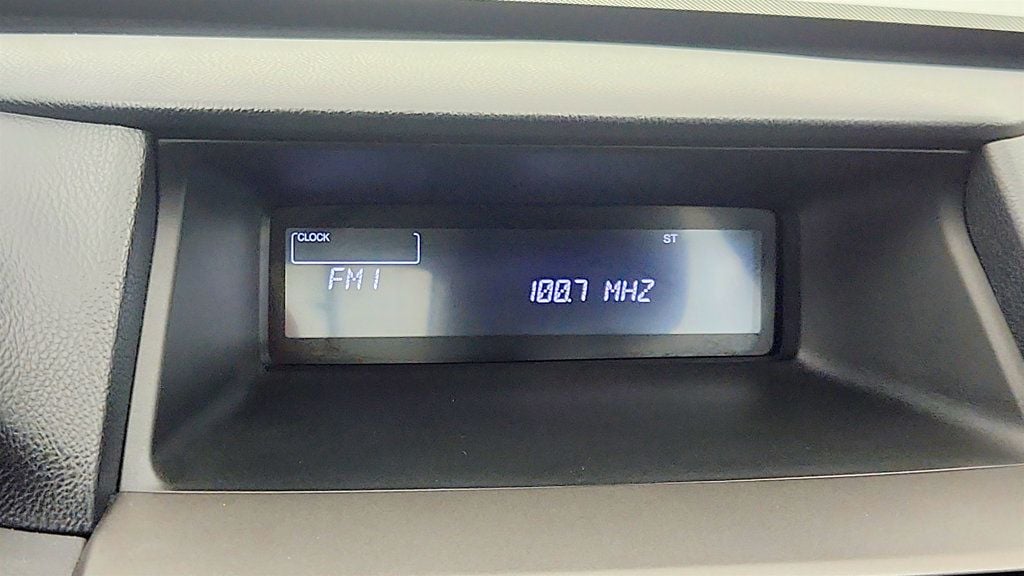 CLOCK ST
FM1 100.7 MHZ